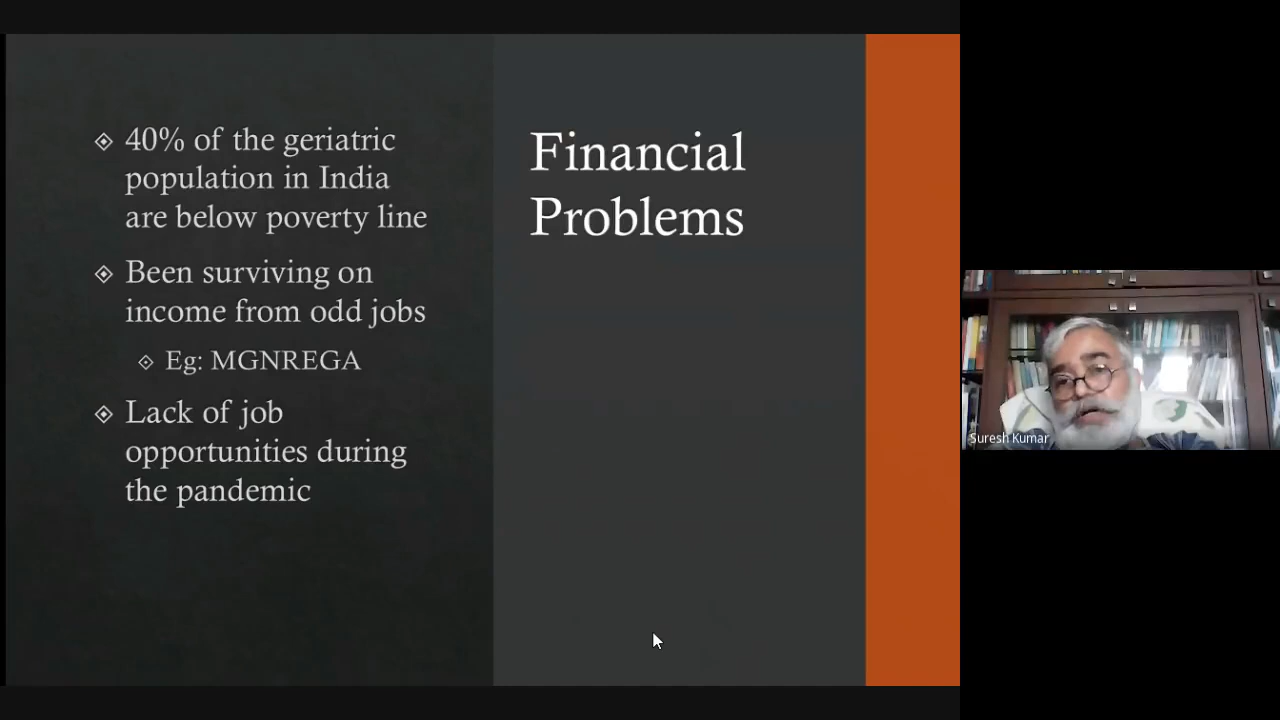 40% of the geriatric
population in India
are below poverty line
Been surviving on
income from odd jobs
Eg: MGNREGA
Lack of job
opportunities during
the pandemic
Financial
Problems
Suresh Kumar